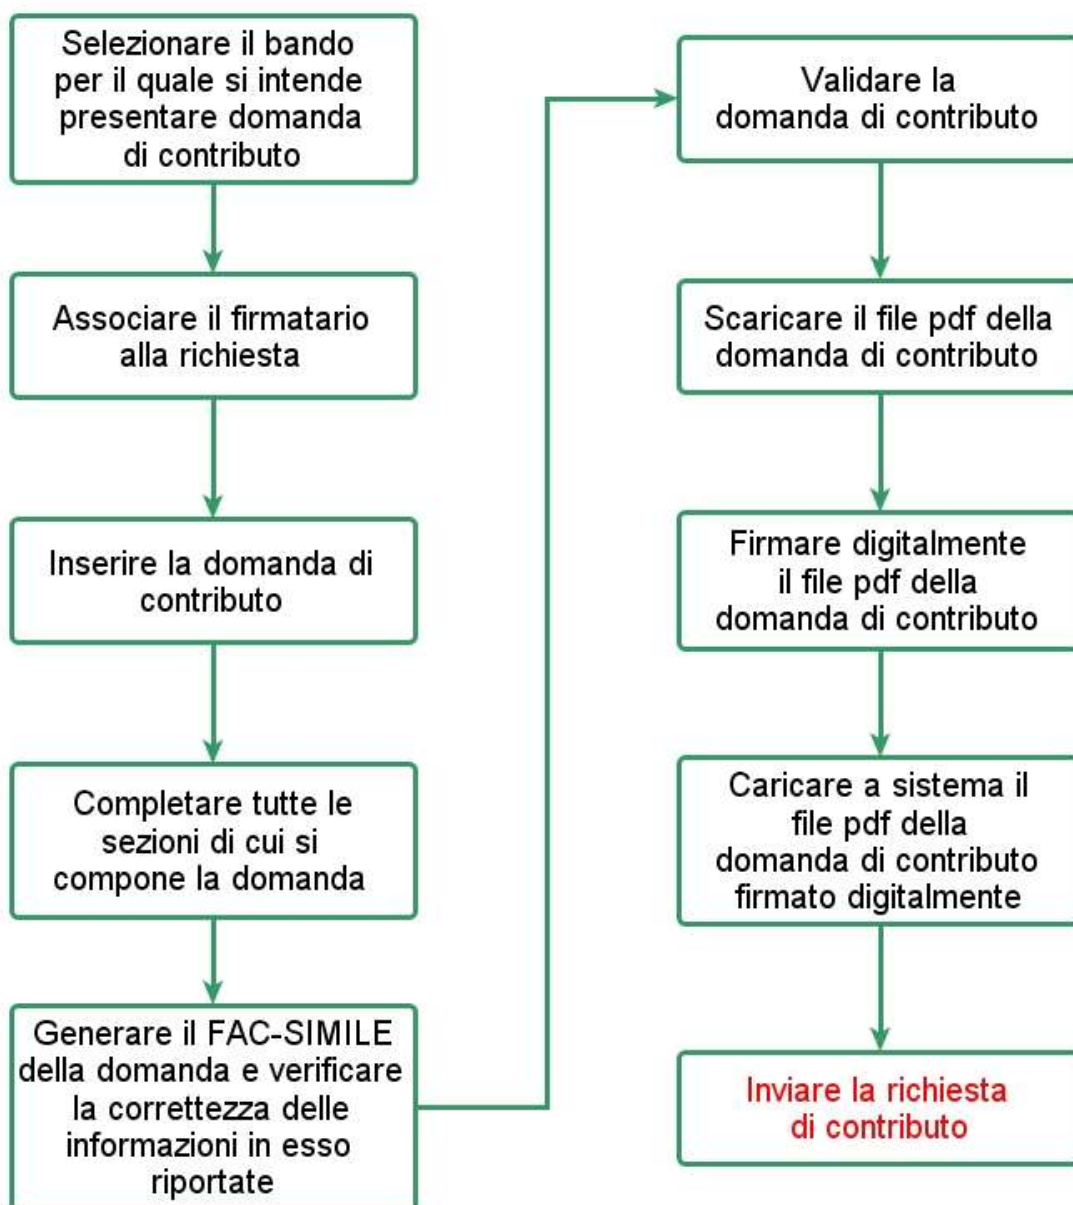 Selezionare il bando
per il quale si intende
presentare domanda
di contributo
Associare il firmatario
alla richiesta
Inserire la domanda di
contributo
Completare tutte le
sezioni di cui si
compone la domanda
Generare il FAC-SIMILE
della domanda e verificare
la correttezza delle
informazioni in esso
riportate
Validare la
domanda di contributo
Scaricare il file pdf della
domanda di contributo
Firmare digitalmente
il file pdf della
domanda di contributo
Caricare a sistema il
file pdf della
domanda di contributo
firmato digitalmente
Inviare la richiesta
di contributo